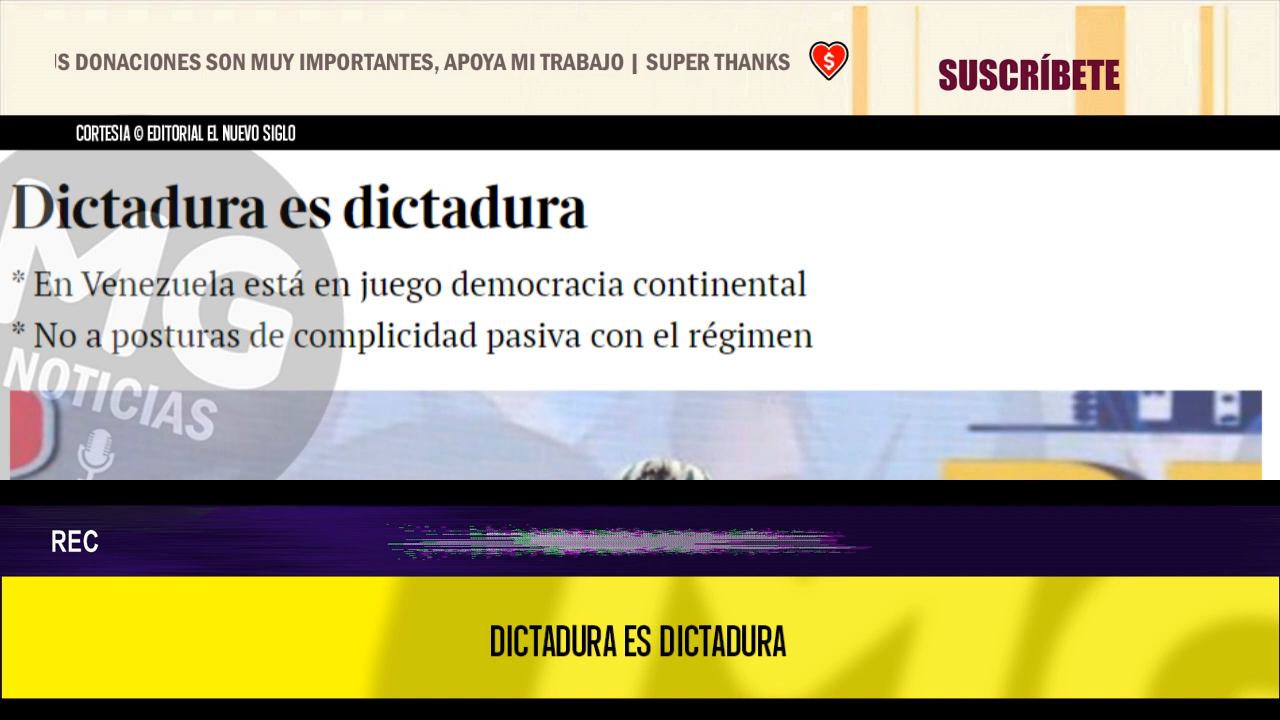 DONACIONES SON MUY IMPORTANTES, APOYA MI TRABAJO | SUPER THANKS
$
SUSCRÍBETE
CORTESIA © EDITORIAL EL NUEVO SIGLO
Dictadura es dictadura
* En Venezuela está en juego democracia continental
* No a posturas de complicidad pasiva con el régimen
MG
NOTICIAS
REC
DICTADURA ES DICTADURA